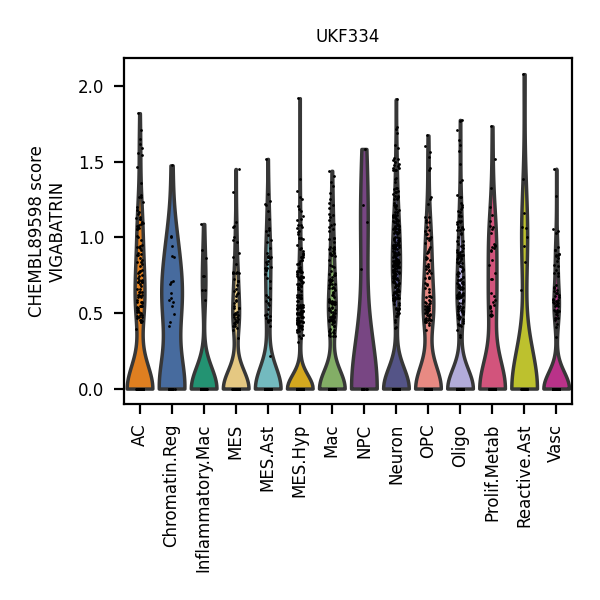 UKF334
CHEMBL89598 score
VIGABATRIN
2.0
1.5
1.0
0.5
0.0
AC
Chromatin.Reg
Inflammatory.Mac
MES
MES.Ast
MES.Hyp
Mac
NPC
Neuron
OPC
Oligo
Prolif.Metab
Reactive.Ast
Vasc